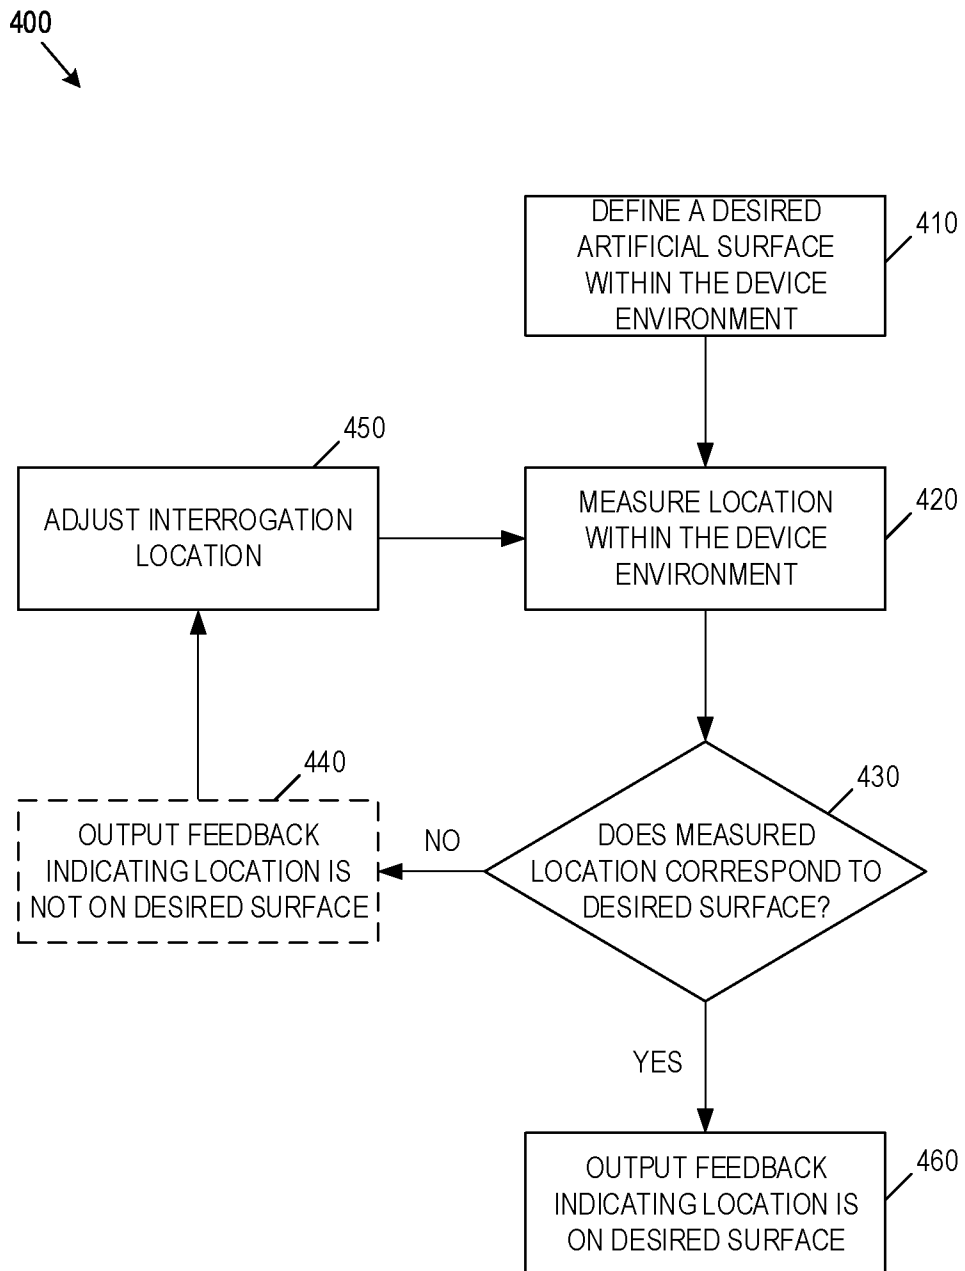 400
DEFINE A DESIRED
ARTIFICIAL SURFACE
WITHIN THE DEVICE
ENVIRONMENT
410
450
ADJUST INTERROGATION
LOCATION
MEASURE LOCATION
WITHIN THE DEVICE
ENVIRONMENT
420
440
OUTPUT FEEDBACK
INDICATING LOCATION IS
NOT ON DESIRED SURFACE
NO
430
DOES MEASURED
LOCATION CORRESPOND TO
DESIRED SURFACE?
YES
OUTPUT FEEDBACK
INDICATING LOCATION IS
ON DESIRED SURFACE
460